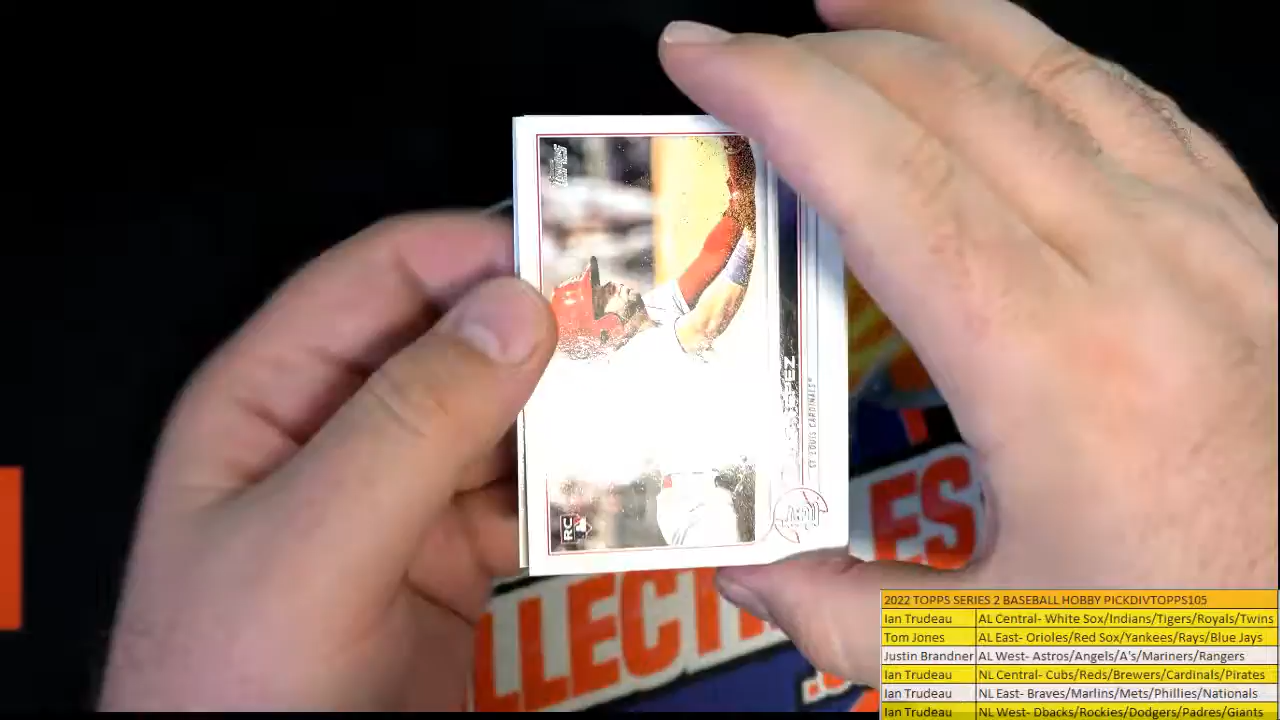 TOPPS
ST. LOUIS CARDINALS
RC
LLECTI
ES
2022 TOPPS SERIES 2 BASEBALL HOBBY PICKDIVTOPPS105
Ian Trudeau AL Central- White Sox/Indians/Tigers/Royals/Twins
Tom Jones AL East- Orioles/Red Sox/Yankees/Rays/Blue Jays
Justin Brandner AL West- Astros/Angels/A's/Mariners/Rangers
Ian Trudeau NL Central- Cubs/Reds/Brewers/Cardinals/Pirates
Ian Trudeau NL East- Braves/Marlins/Mets/Phillies/Nationals
Ian Trudeau NL West- Dbacks/Rockies/Dodgers/Padres/Giants